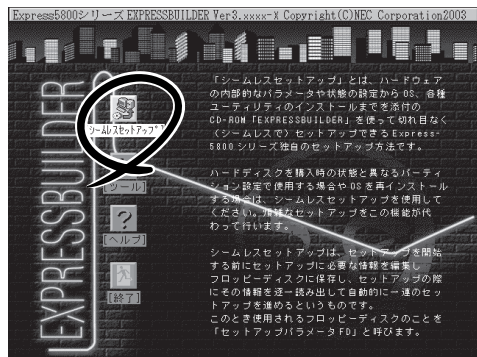 Express5800シリーズ EXPRESSBUILDER Ver3.xxxx-X Copyright(C)NEC Corporation2003
EXPRESSBUILDER
シームレスセットアップ
[ツール]
?
[ヘルプ]
[終了]
「シームレスセットアップ」とは、ハードウェア
の内部的なパラメータや状態の設定から OS、各種
ユーティリティのインストールまでを添付の
CD-ROM「EXPRESSBUILDER」を使って切れ目なく
（シームレスで）セットアップできる Express-
5800 シリーズ独自のセットアップ方法です。
ハードディスクを購入時の状態と異なるパーティ
ション設定で使用する場合や OS を再インストール
する場合は、シームレスセットアップを使用して
ください。煩雑なセットアップをこの機能が代
わって行います。
シームレスセットアップは、セットアップを開始
する前にセットアップに必要な情報を編集し
フロッピーディスクに保存し、セットアップの際
にその情報を逐一読み出して自動的に一連のセッ
トアップを進めるというものです。
このとき使用されるフロッピーディスクのことを
「セットアップパラメータ FD」と呼びます。